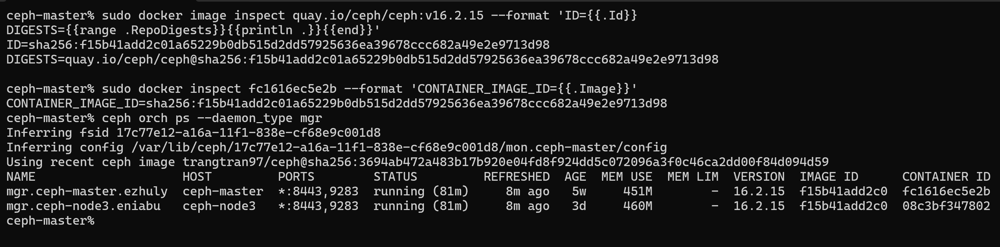 ceph-master% sudo docker image inspect quay.io/ceph/ceph:v16.2.15 --format 'ID={{.Id}}
DIGESTS={{range .RepoDigests}}{{println .}}{{end}}'
ID=sha256:f15b41add2c01a65229b0db515d2dd57925636ea39678ccc682a49e2e9713d98
DIGESTS=quay.io/ceph/ceph@sha256:f15b41add2c01a65229b0db515d2dd57925636ea39678ccc682a49e2e9713d98
ceph-master% sudo docker inspect fc1616ec5e2b --format 'CONTAINER_IMAGE_ID={{.Image}}'
CONTAINER_IMAGE_ID=sha256:f15b41add2c01a65229b0db515d2dd57925636ea39678ccc682a49e2e9713d98
ceph-master% ceph orch ps --daemon_type mgr
Inferring fsid 17c77e12-a16a-11f1-838e-cf68e9c001d8
Inferring config /var/lib/ceph/17c77e12-a16a-11f1-838e-cf68e9c001d8/mon.ceph-master/config
Using recent ceph image trangtran97/ceph@sha256:3694ab472a483b17b920e04fd8f924dd5c072096a3f0c46ca2dd00f84d094d59
NAME                    HOST         PORTS        STATUS         REFRESHED  AGE  MEM USE  MEM LIM  VERSION  IMAGE ID      CONTAINER ID
mgr.ceph-master.ezhuly  ceph-master  *:8443,9283  running (81m)     8m ago   5w     451M        -  16.2.15  f15b41add2c0  fc1616ec5e2b
mgr.ceph-node3.eniabu   ceph-node3   *:8443,9283  running (81m)     8m ago   3d     460M        -  16.2.15  f15b41add2c0  08c3bf347802
ceph-master%